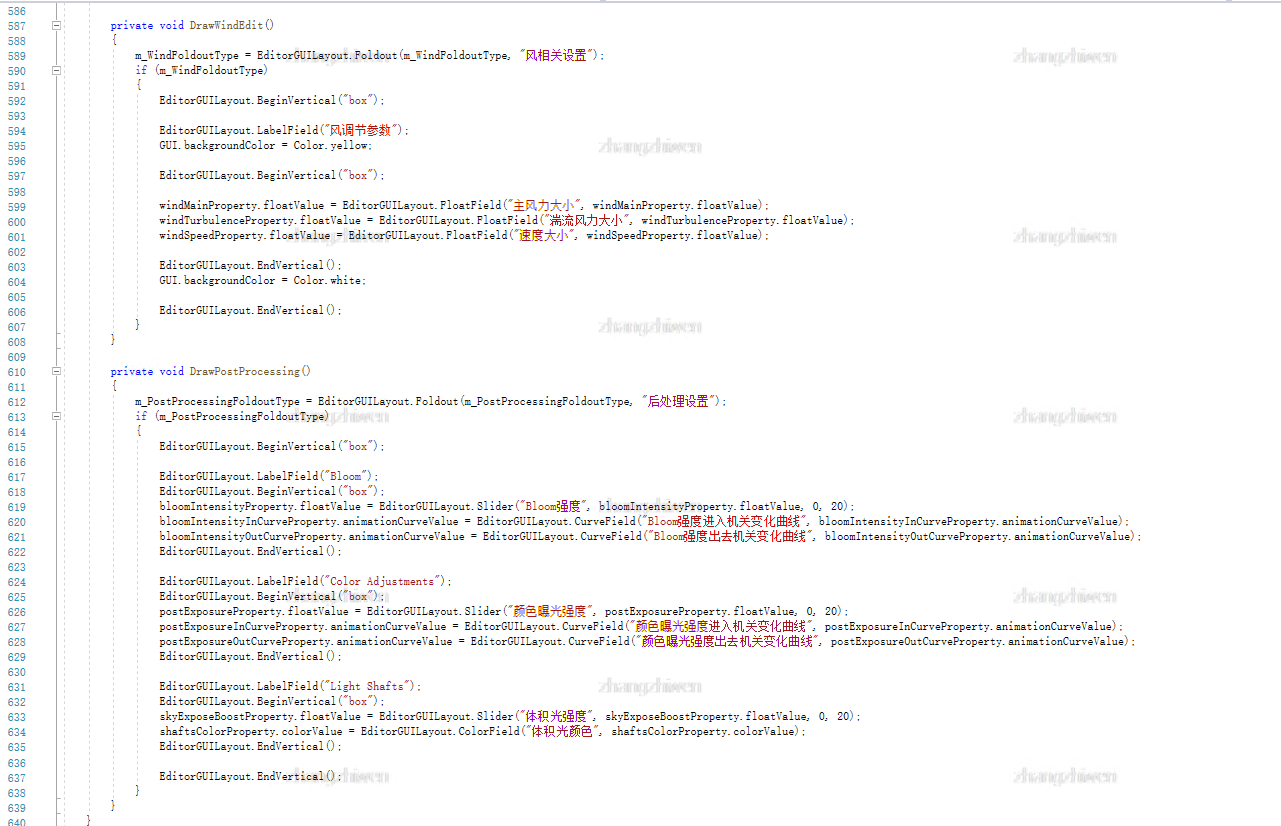 586
587 private void DrawWindEdit()
588 {
589 m_WindFoldoutType = EditorGUILayout.Foldout(m_WindFoldoutType, "风相关设置");
590 if (m_WindFoldoutType)
591 {
592 EditorGUILayout.BeginVertical("box");
593
594 EditorGUILayout.LabelField("风调节参数");
595 GUI.backgroundColor = Color.yellow;
596
597 EditorGUILayout.BeginVertical("box");
598
599 windMainProperty.floatValue = EditorGUILayout.FloatField("主风力大小", windMainProperty.floatValue);
600 windTurbulenceProperty.floatValue = EditorGUILayout.FloatField("湍流风力大小", windTurbulenceProperty.floatValue);
601 windSpeedProperty.floatValue = EditorGUILayout.FloatField("速度大小", windSpeedProperty.floatValue);
602
603 EditorGUILayout.EndVertical();
604 GUI.backgroundColor = Color.white;
605
606 EditorGUILayout.EndVertical();
607 }
608 }
609
610 private void DrawPostProcessing()
611 {
612 m_PostProcessingFoldoutType = EditorGUILayout.Foldout(m_PostProcessingFoldoutType, "后处理设置");
613 if (m_PostProcessingFoldoutType)
614 {
615 EditorGUILayout.BeginVertical("box");
616
617 EditorGUILayout.LabelField("Bloom");
618 EditorGUILayout.BeginVertical("box");
619 bloomIntensityProperty.floatValue = EditorGUILayout.Slider("Bloom强度", bloomIntensityProperty.floatValue, 0, 20);
620 bloomIntensityInCurveProperty.animationCurveValue = EditorGUILayout.CurveField("Bloom强度进入机关变化曲线", bloomIntensityInCurveProperty.animationCurveValue);
621 bloomIntensityOutCurveProperty.animationCurveValue = EditorGUILayout.CurveField("Bloom强度出去机关变化曲线", bloomIntensityOutCurveProperty.animationCurveValue);
622 EditorGUILayout.EndVertical();
623
624 EditorGUILayout.LabelField("Color Adjustments");
625 EditorGUILayout.BeginVertical("box");
626 postExposureProperty.floatValue = EditorGUILayout.Slider("颜色曝光强度", postExposureProperty.floatValue, 0, 20);
627 postExposureInCurveProperty.animationCurveValue = EditorGUILayout.CurveField("颜色曝光强度进入机关变化曲线", postExposureInCurveProperty.animationCurveValue);
628 postExposureOutCurveProperty.animationCurveValue = EditorGUILayout.CurveField("颜色曝光强度出去机关变化曲线", postExposureOutCurveProperty.animationCurveValue);
629 EditorGUILayout.EndVertical();
630
631 EditorGUILayout.LabelField("Light Shafts");
632 EditorGUILayout.BeginVertical("box");
633 skyExposeBoostProperty.floatValue = EditorGUILayout.Slider("体积光强度", skyExposeBoostProperty.floatValue, 0, 20);
634 shaftsColorProperty.colorValue = EditorGUILayout.ColorField("体积光颜色", shaftsColorProperty.colorValue);
635 EditorGUILayout.EndVertical();
636
637 EditorGUILayout.EndVertical();
638 }
639 }
640 }